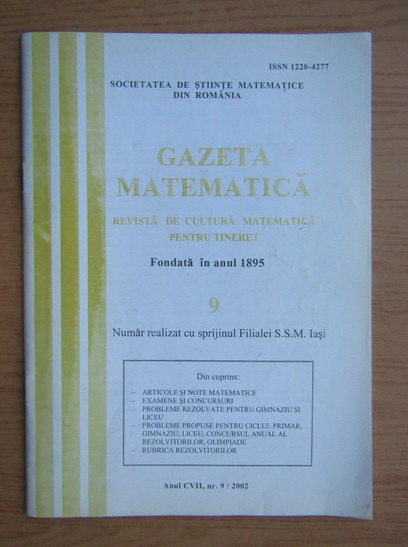 ISSN 1220-4277
SOCIETATEA DE ȘTIINȚE MATEMATICE
DIN ROMÂNIA
GAZETA
MATEMATICĂ
REVISTĂ DE CULTURĂ MATEMATICĂ
PENTRU TINERET
Fondată în anul 1895
9
Număr realizat cu sprijinul Filialei S.S.M. Iași
Din cuprins:
– ARTICOLE ȘI NOTE MATEMATICE
– EXAMENE ȘI CONCURSURI
– PROBLEME REZOLVATE PENTRU GIMNAZIU ȘI
LICEU
– PROBLEME PROPUSE PENTRU CICLUL PRIMAR,
GIMNAZIU, LICEU, CONCURSUL ANUAL AL
REZOLVITORILOR, OLIMPIADE
– RUBRICA REZOLVITORILOR
Anul CVII, nr. 9 / 2002